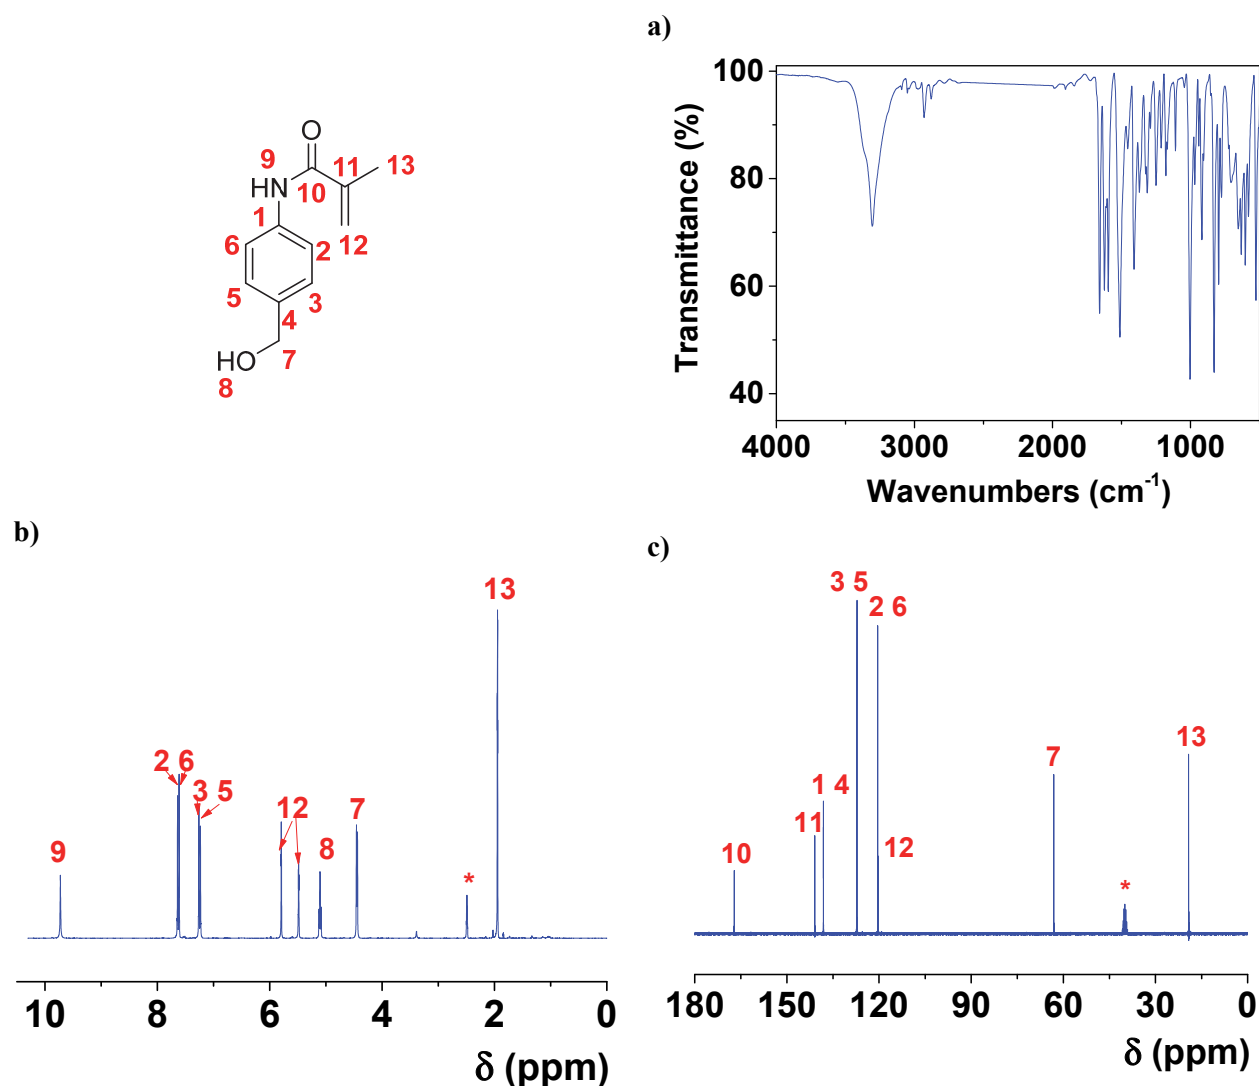 a)
O
9
HN
10
11
13
1
6
2
12
5
3
4
HO
7
8
100
80
60
40
Transmittance (%)
4000 3000 2000 1000
Wavenumbers (cm-1)
b)
13
2 6
3 5
12
7
8
9
*
10 8 6 4 2 0
δ (ppm)
c)
3 5
2 6
7
13
1 4
11
12
10
*
180 150 120 90 60 30 0
δ (ppm)